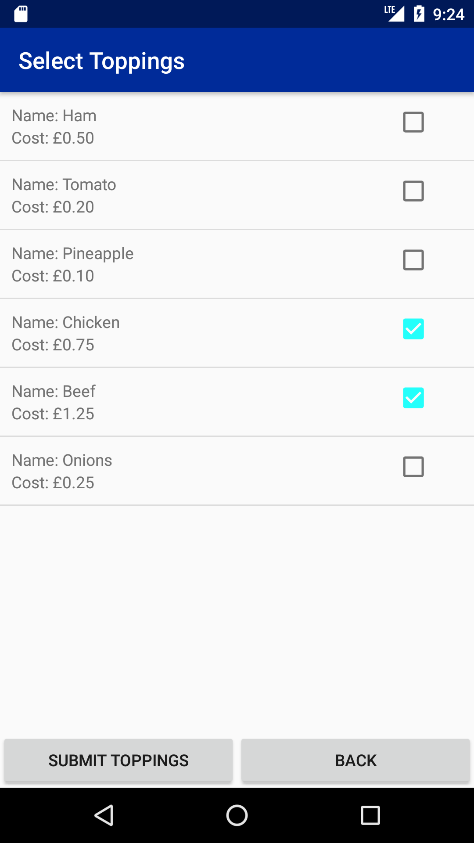 LTE 9:24
Select Toppings
Name: Ham
Cost: £0.50
Name: Tomato
Cost: £0.20
Name: Pineapple
Cost: £0.10
Name: Chicken
Cost: £0.75
Name: Beef
Cost: £1.25
Name: Onions
Cost: £0.25
SUBMIT TOPPINGS BACK